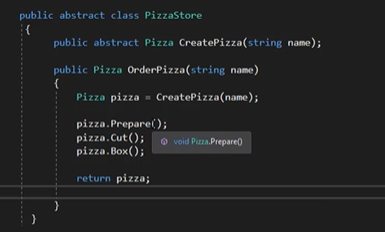 public abstract class PizzaStore
{
public abstract Pizza CreatePizza(string name);
public Pizza OrderPizza(string name)
{
Pizza pizza = CreatePizza(name);
pizza.Prepare();
pizza.Cut();
void Pizza.Prepare()
pizza.Box();
return pizza;
}
}